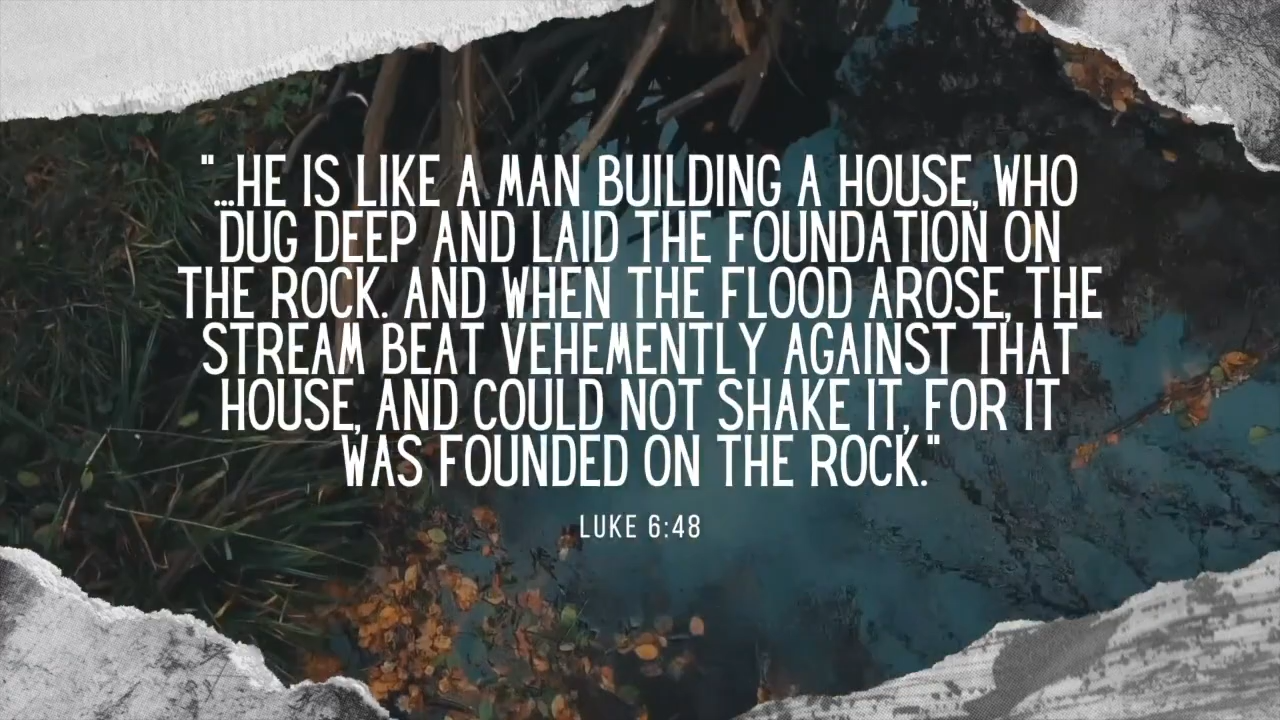 "...HE IS LIKE A MAN BUILDING A HOUSE, WHO
DUG DEEP AND LAID THE FOUNDATION ON
THE ROCK. AND WHEN THE FLOOD AROSE, THE
STREAM BEAT VEHEMENTLY AGAINST THAT
HOUSE, AND COULD NOT SHAKE IT, FOR IT
WAS FOUNDED ON THE ROCK."
LUKE 6:48